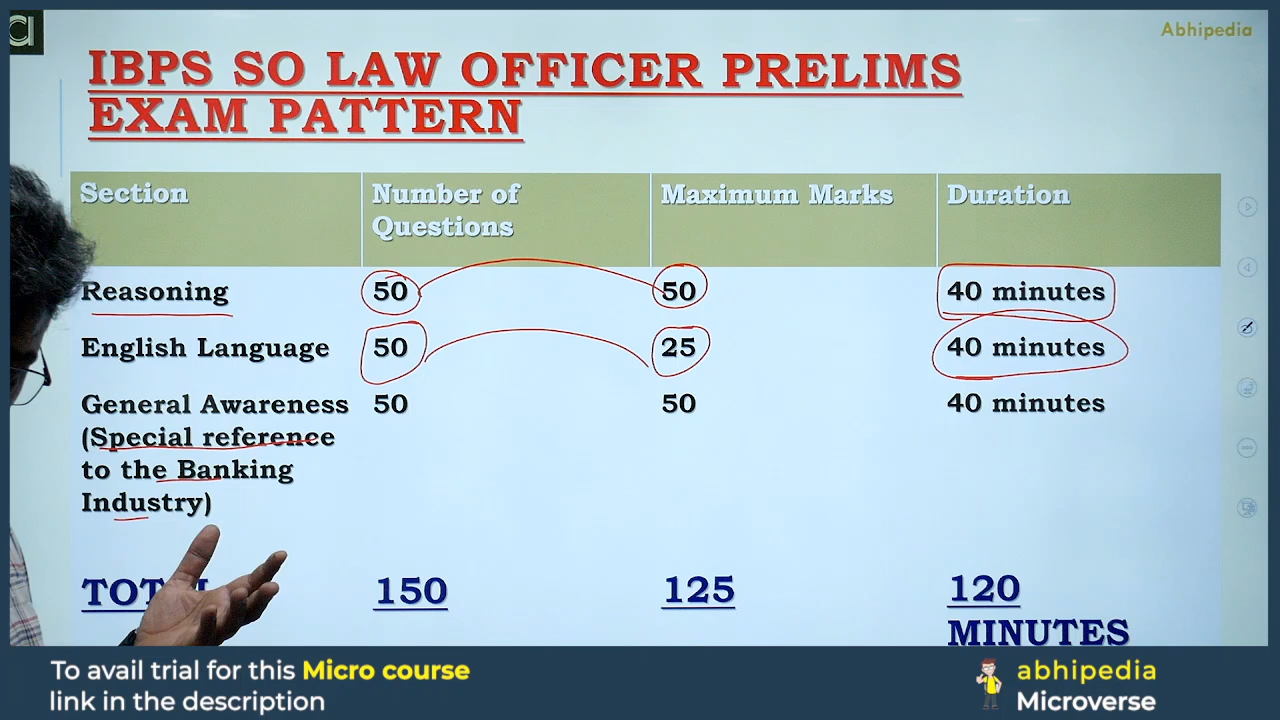 Abhipedia
IBPS SO LAW OFFICER PRELIMS
EXAM PATTERN
Section
Number of
Questions
Maximum Marks
Duration
Reasoning 50 50 40 minutes
English Language 50 25 40 minutes
General Awareness 50 50 40 minutes
(Special reference
to the Banking
Industry)
150 125 120
MINUTES
To avail trial for this Micro course
link in the description
abhipedia
Microverse